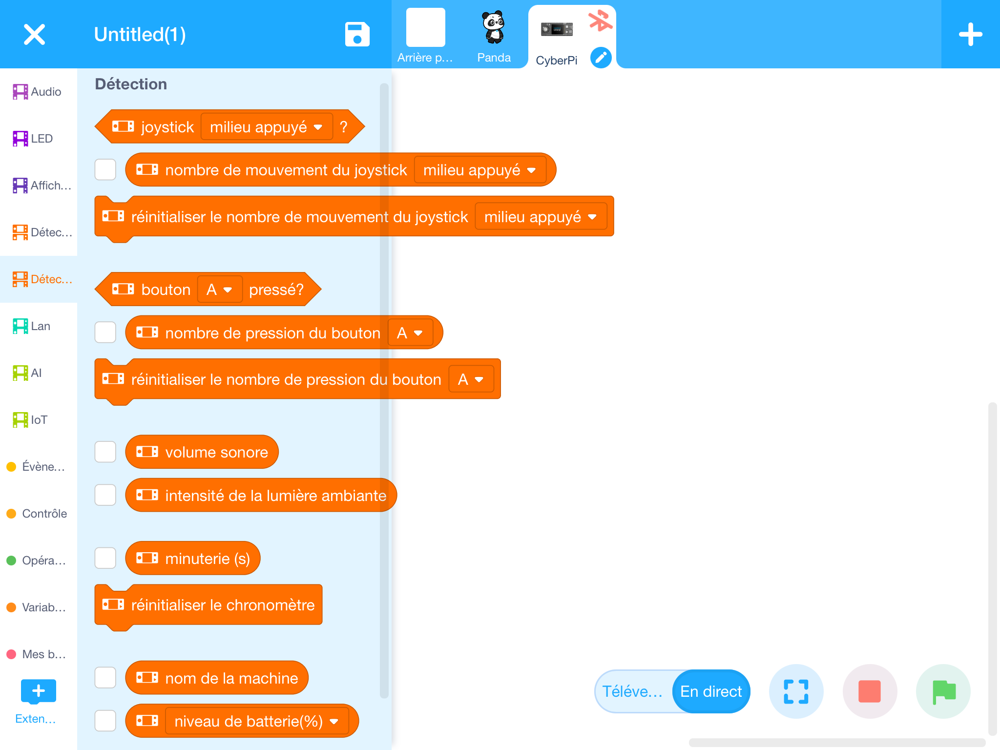 Untitled(1)
Arrière p...
Panda
CyberPi
Audio
LED
Affich...
Détec...
Détec...
Lan
AI
IoT
Évène...
Contrôle
Opéra...
Variab...
Mes b...
Exten...
Détection
joystick milieu appuyé ?
nombre de mouvement du joystick milieu appuyé
réinitialiser le nombre de mouvement du joystick milieu appuyé
bouton A pressé?
nombre de pression du bouton A
réinitialiser le nombre de pression du bouton A
volume sonore
intensité de la lumière ambiante
minuterie (s)
réinitialiser le chronomètre
nom de la machine
niveau de batterie(%)
Téléve...
En direct